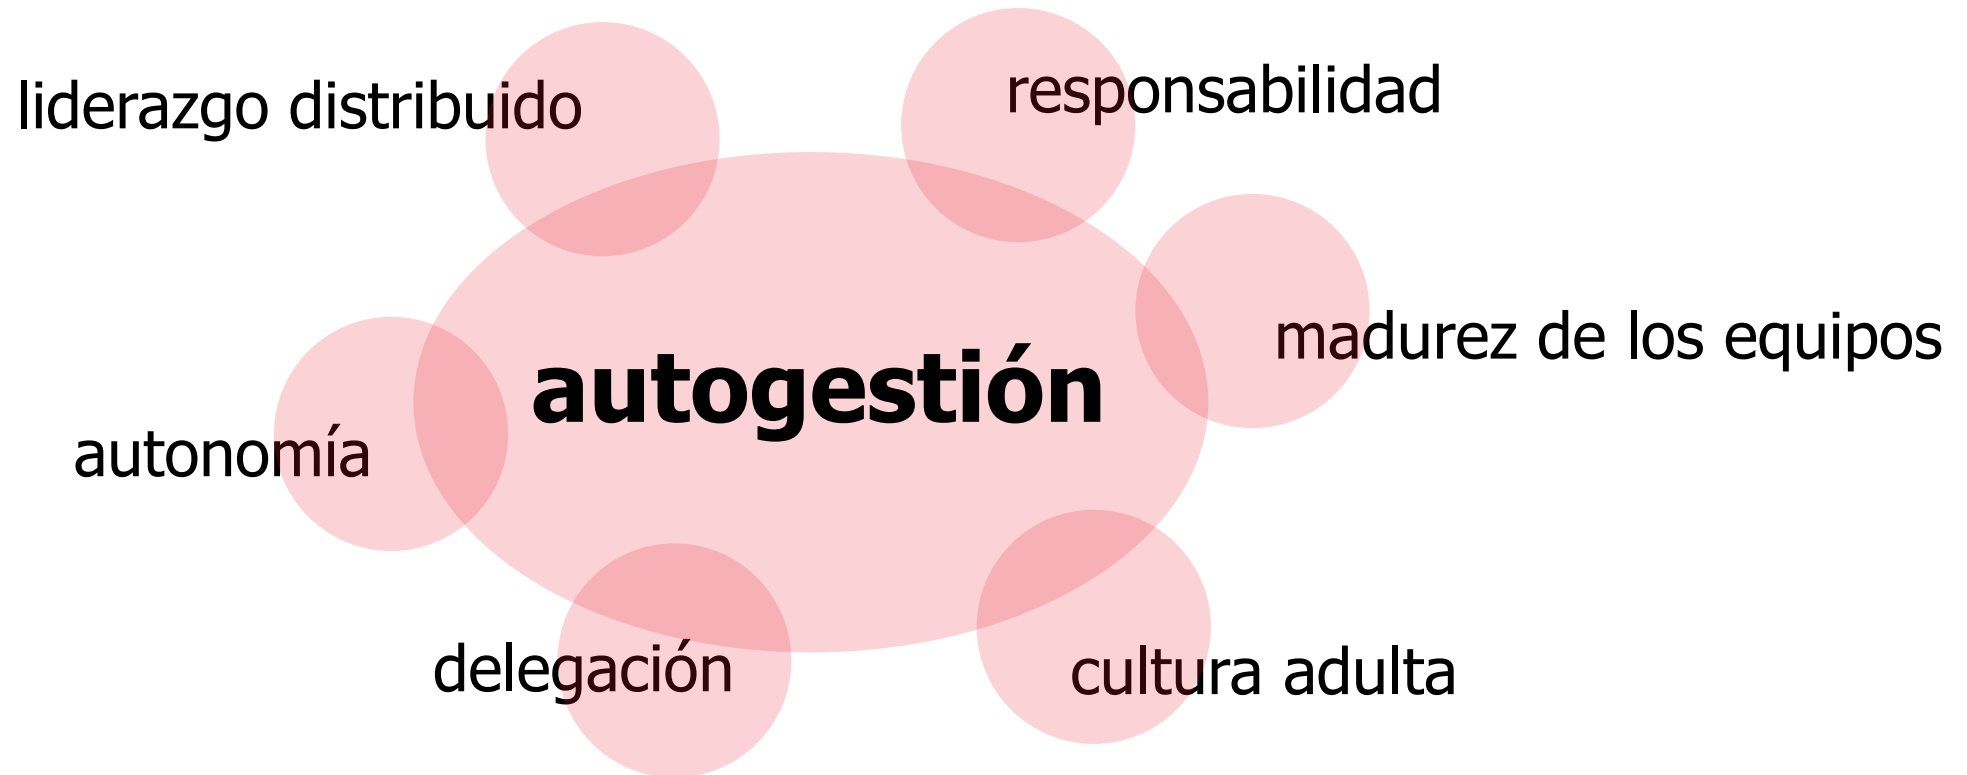 liderazgo distribuido
responsabilidad
madurez de los equipos
autogestión
autonomía
delegación
cultura adulta